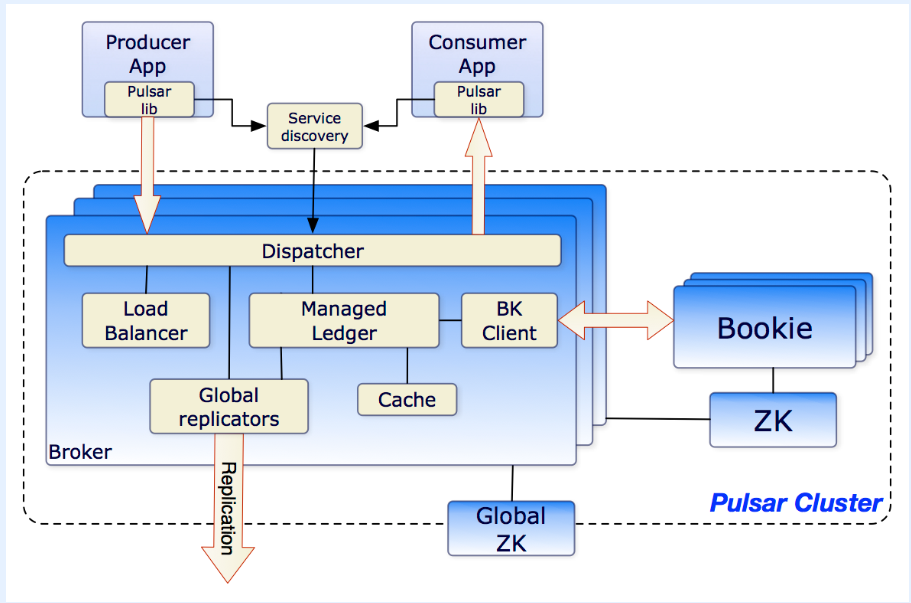 Producer
App
Pulsar
lib
Consumer
App
Pulsar
lib
Service
discovery
Dispatcher
Load
Balancer
Managed
Ledger
BK
Client
Bookie
Global
replicators
Cache
ZK
Broker
Replication
Pulsar Cluster
Global
ZK